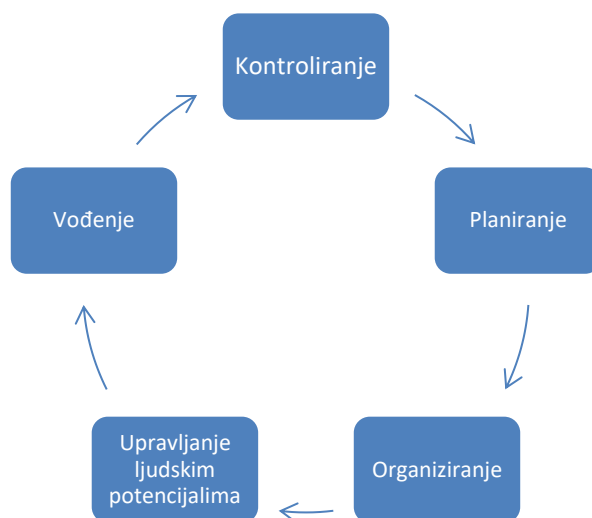 Kontroliranje
Planiranje
Organiziranje
Upravljanje
ljudskim
potencijalima
Vođenje